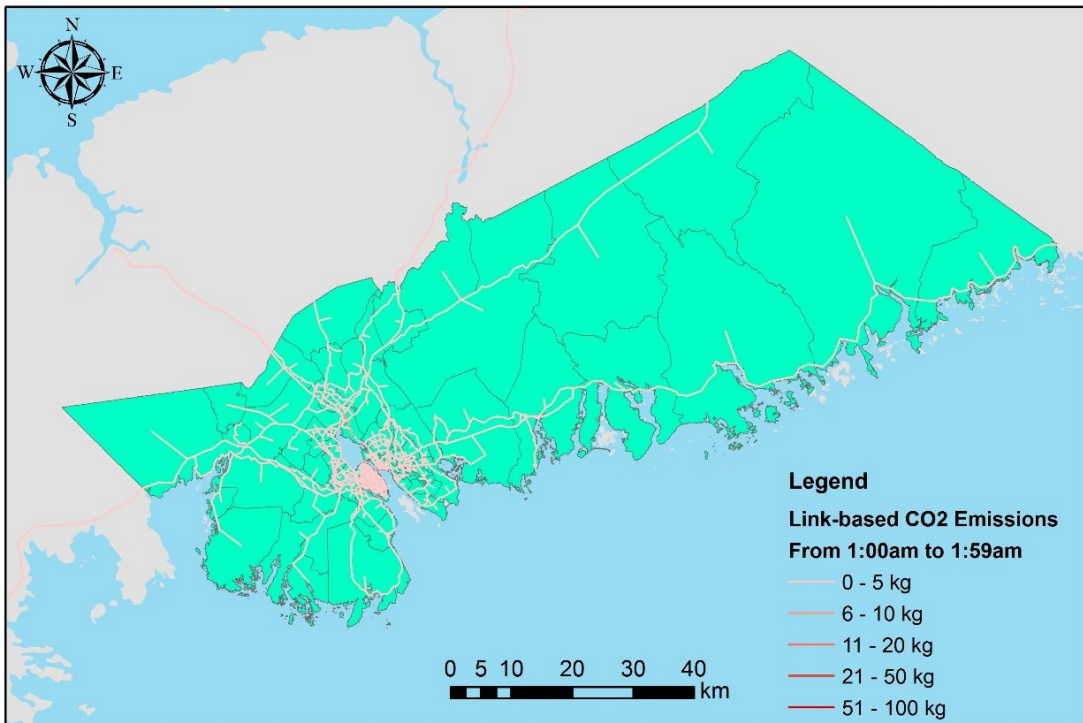 N
W E
S
Legend
Link-based CO2 Emissions
From 1:00am to 1:59am
0 - 5 kg
6 - 10 kg
11 - 20 kg
21 - 50 kg
51 - 100 kg
0 5 10 20 30 40
km